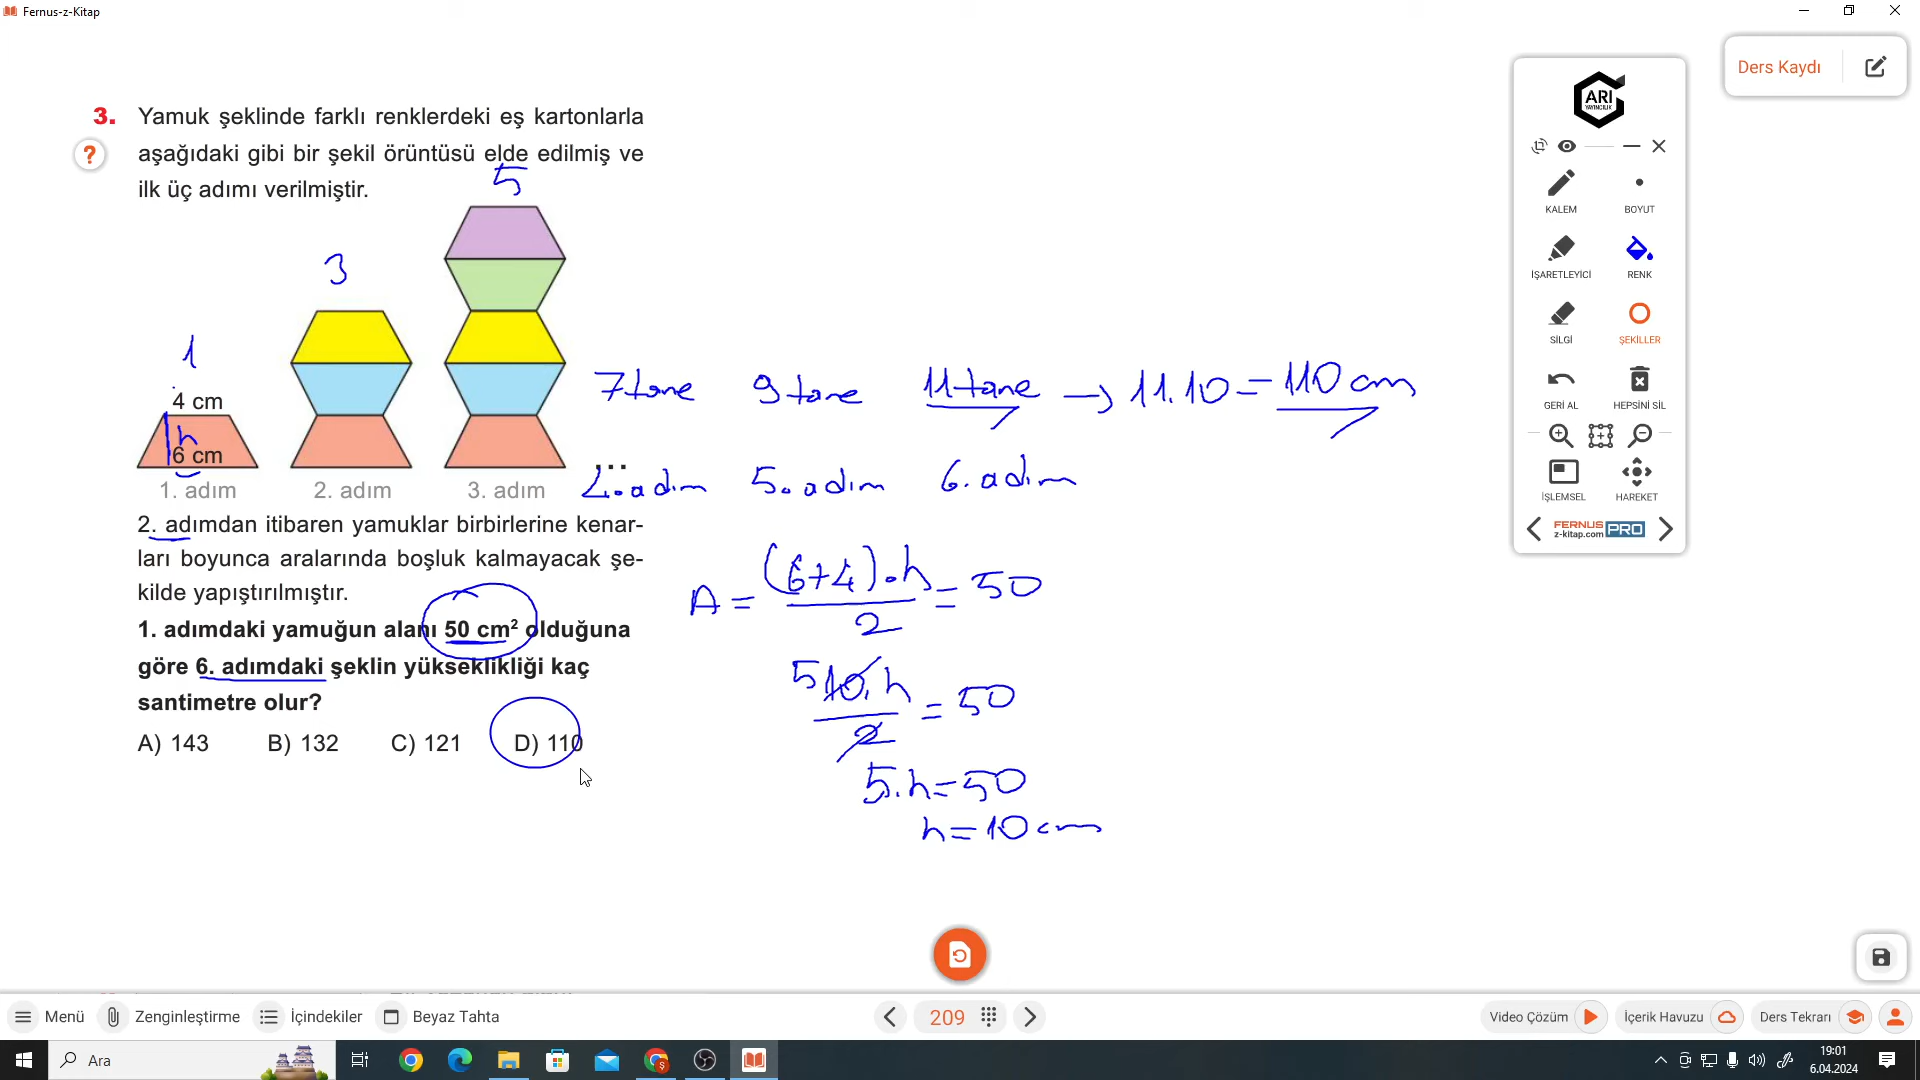 Fernus-z-Kitap
Ders Kaydı
3. Yamuk şeklinde farklı renklerdeki eş kartonlarla
? aşağıdaki gibi bir şekil örüntüsü elde edilmiş ve
ilk üç adımı verilmiştir.
5
3
1
4 cm
h
6 cm
1. adım 2. adım 3. adım
...
7 tane 9 tane 11 tane → 11.10 = 110 cm
4. adım 5. adım 6. adım
2. adımdan itibaren yamuklar birbirlerine kenar-
ları boyunca aralarında boşluk kalmayacak şe-
kilde yapıştırılmıştır.
1. adımdaki yamuğun alanı 50 cm² olduğuna
göre 6. adımdaki şeklin yüksekliği kaç
santimetre olur?
A) 143 B) 132 C) 121 D) 110
A = (6+4).h / 2 = 50
5 10.h / 2 = 50
5.h = 50
h = 10 cm
ARI
YAYINCILIK
KALEM BOYUT
İŞARETLEYİCİ RENK
SİLGİ ŞEKİLLER
GERİ AL HEPSİNİ SİL
İŞLEMSEL HAREKET
FERNUS PRO
z-kitap.com
Menü Zenginleştirme İçindekiler Beyaz Tahta 209 Video Çözüm İçerik Havuzu Ders Tekrarı
Ara
19:01
6.04.2024